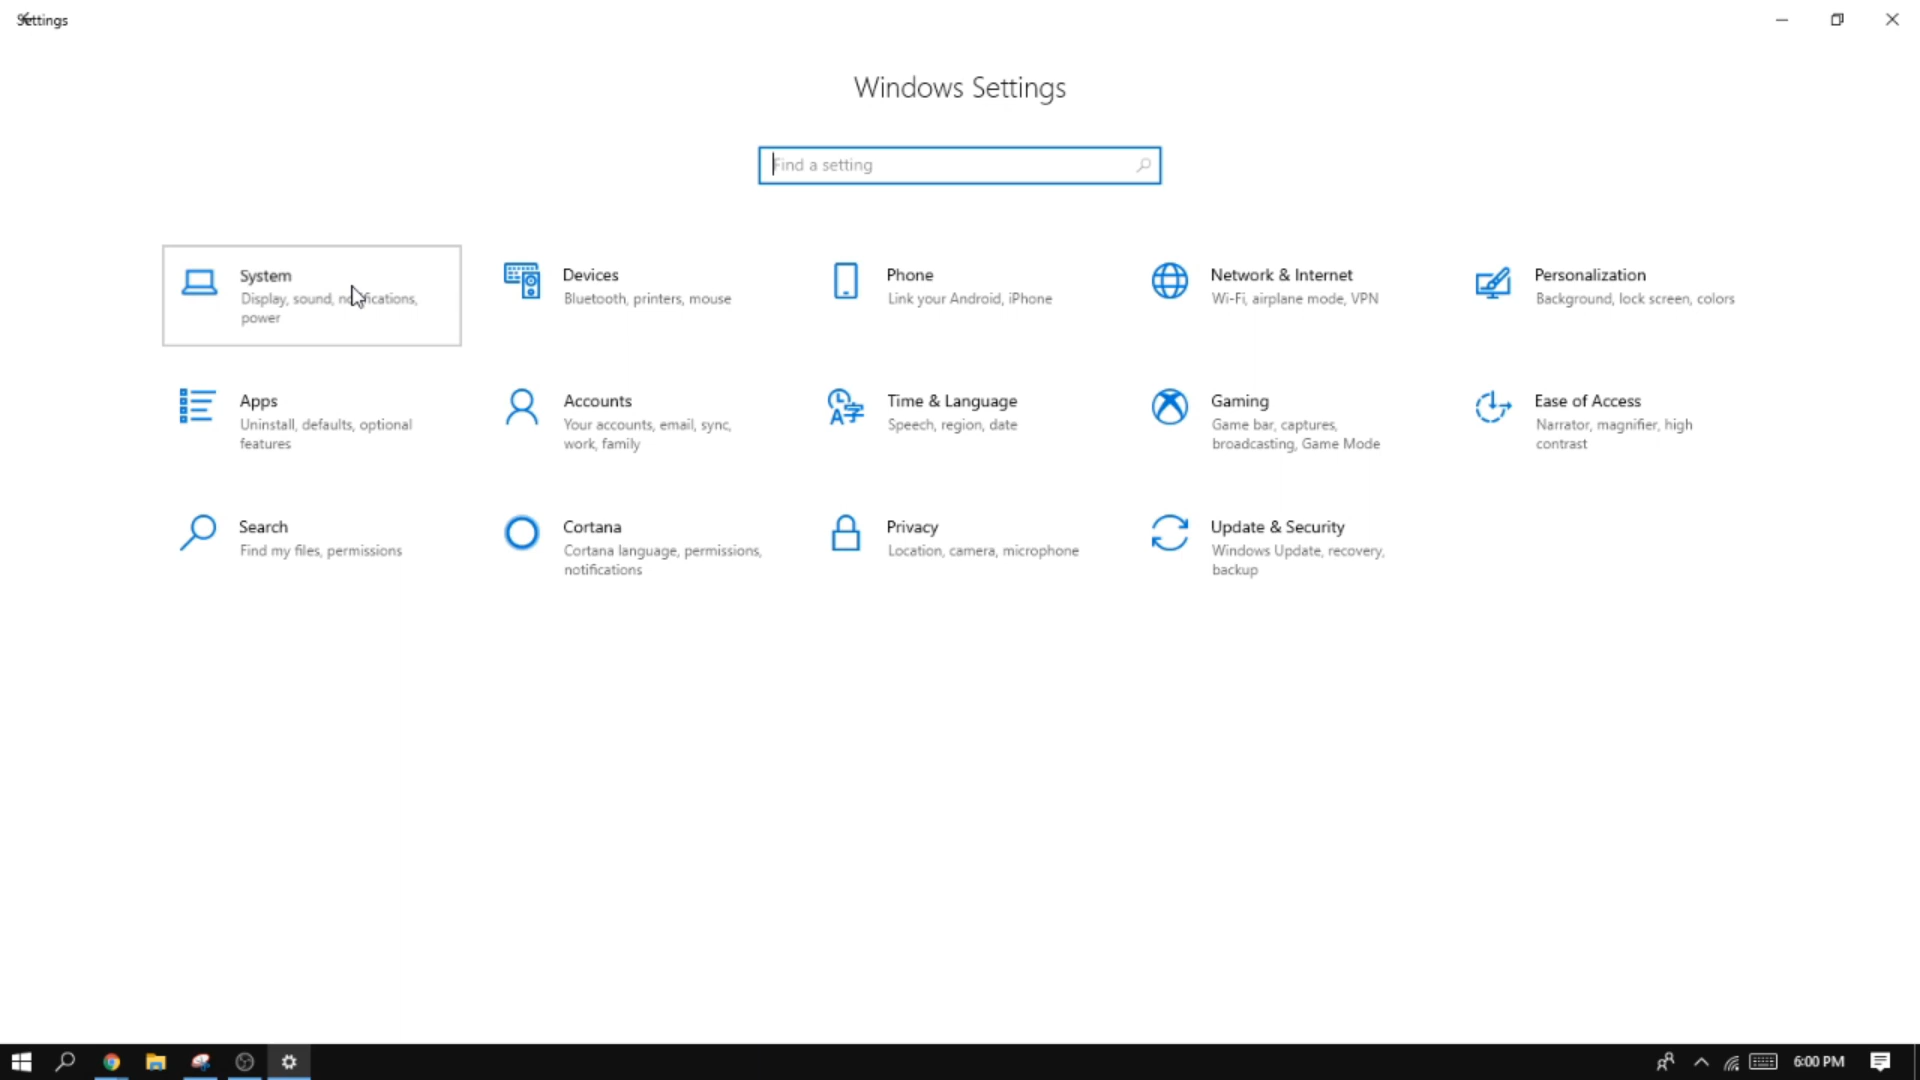 Settings
Windows Settings
Find a setting
System
Display, sound, notifications,
power
Devices
Bluetooth, printers, mouse
Phone
Link your Android, iPhone
Network & Internet
Wi-Fi, airplane mode, VPN
Personalization
Background, lock screen, colors
Apps
Uninstall, defaults, optional
features
Accounts
Your accounts, email, sync,
work, family
Time & Language
Speech, region, date
Gaming
Game bar, captures,
broadcasting, Game Mode
Ease of Access
Narrator, magnifier, high
contrast
Search
Find my files, permissions
Cortana
Cortana language, permissions,
notifications
Privacy
Location, camera, microphone
Update & Security
Windows Update, recovery,
backup
6:00 PM